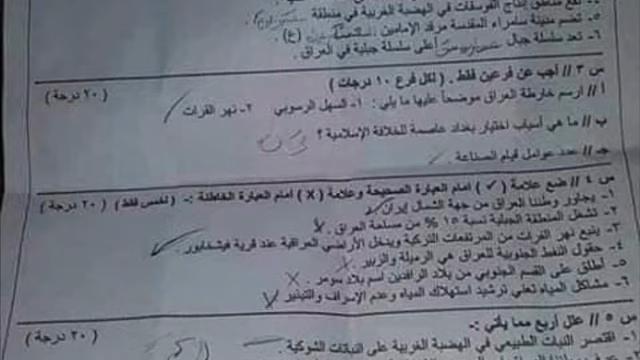 تقع مناطق إنتاج الفوسفات في الهضبة الغربية في منطقة
٥- تضم مدينة سامراء المقدسة مرقد الإمامين (ع).
٦- تعد سلسلة جبال أعلى سلسلة جبلية في العراق.
س ٣ // أجب عن فرعين فقط. (لكل فرع ١٠ درجات) (٢٠ درجة)
أ // ارسم خارطة العراق موضحاً عليها ما يلي: ١- السهل الرسوبي ٢- نهر الفرات
ب // ما هي أسباب اختيار بغداد عاصمة للخلافة الإسلامية ؟
جـ // عدد عوامل قيام الصناعة.
س ٤ // ضع علامة (✓) أمام العبارة الصحيحة وعلامة (X) أمام العبارة الخاطئة :- (لخمس فقط) (٢٠ درجة)
١- يجاور وطننا العراق من جهة الشمال إيران
٢- تشغل المنطقة الجبلية نسبة ١٥ % من مساحة العراق. X
٣- ينبع نهر الفرات من المرتفعات التركية ويدخل الأراضي العراقية عند قرية فيشخابور. ✓
٤- حقول النفط الجنوبية للعراق هي الرميلة والزبير. X
٥- أطلق على القسم الجنوبي من بلاد الرافدين اسم بلاد سومر. X
٦- مشاكل المياه تعني ترشيد استهلاك المياه وعدم الإسراف والتبذير
س ٥ // علل أربع مما يأتي :- (٢٠ درجة)
١- اقتصر النبات الطبيعي في الهضبة الغربية على النباتات الشوكية